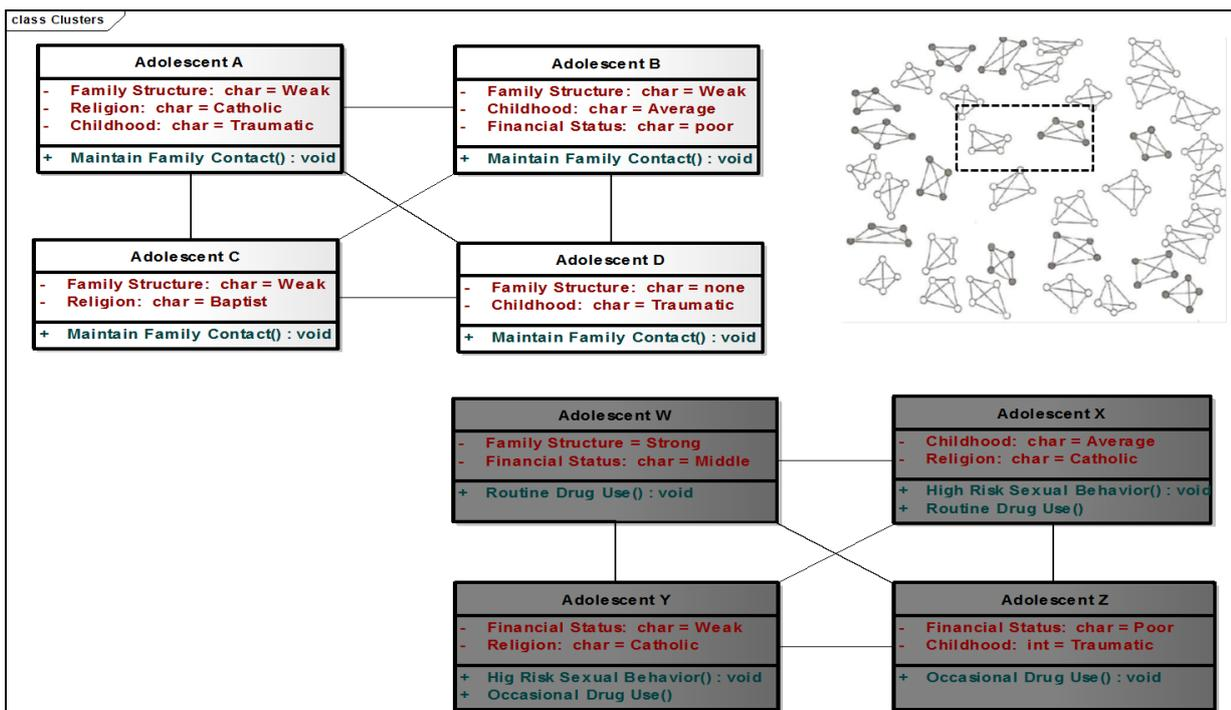 class Clusters
Adolescent A
- Family Structure: char = Weak
- Religion: char = Catholic
- Childhood: char = Traumatic
+ Maintain Family Contact() : void
Adolescent B
- Family Structure: char = Weak
- Childhood: char = Average
- Financial Status: char = poor
+ Maintain Family Contact() : void
Adolescent C
- Family Structure: char = Weak
- Religion: char = Baptist
+ Maintain Family Contact() : void
Adolescent D
- Family Structure: char = none
- Childhood: char = Traumatic
+ Maintain Family Contact() : void
Adolescent W
- Family Structure = Strong
- Financial Status: char = Middle
+ Routine Drug Use() : void
Adolescent X
- Childhood: char = Average
- Religion: char = Catholic
+ High Risk Sexual Behavior() : void
+ Routine Drug Use()
Adolescent Y
- Financial Status: char = Weak
- Religion: char = Catholic
+ Hig Risk Sexual Behavior() : void
+ Occasional Drug Use()
Adolescent Z
- Financial Status: char = Poor
- Childhood: int = Traumatic
+ Occasional Drug Use() : void